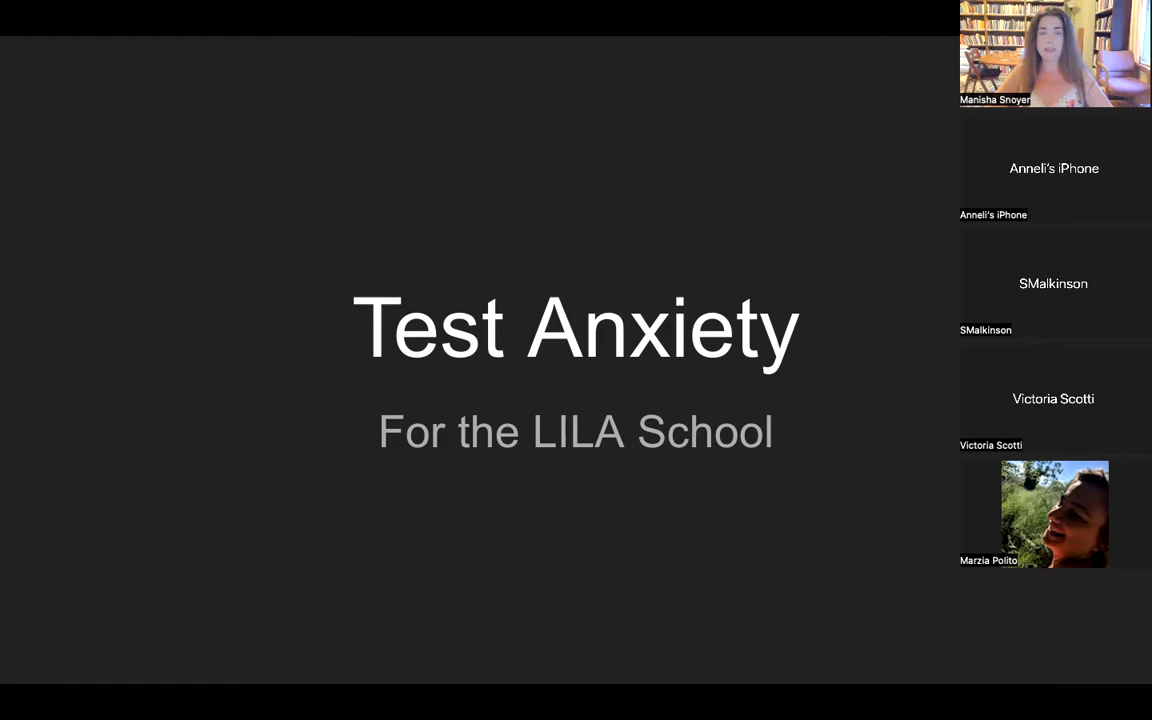 Test Anxiety
For the LILA School
Manisha Snoyer
Anneli's iPhone
Anneli's iPhone
SMalkinson
SMalkinson
Victoria Scotti
Victoria Scotti
Marzia Polito